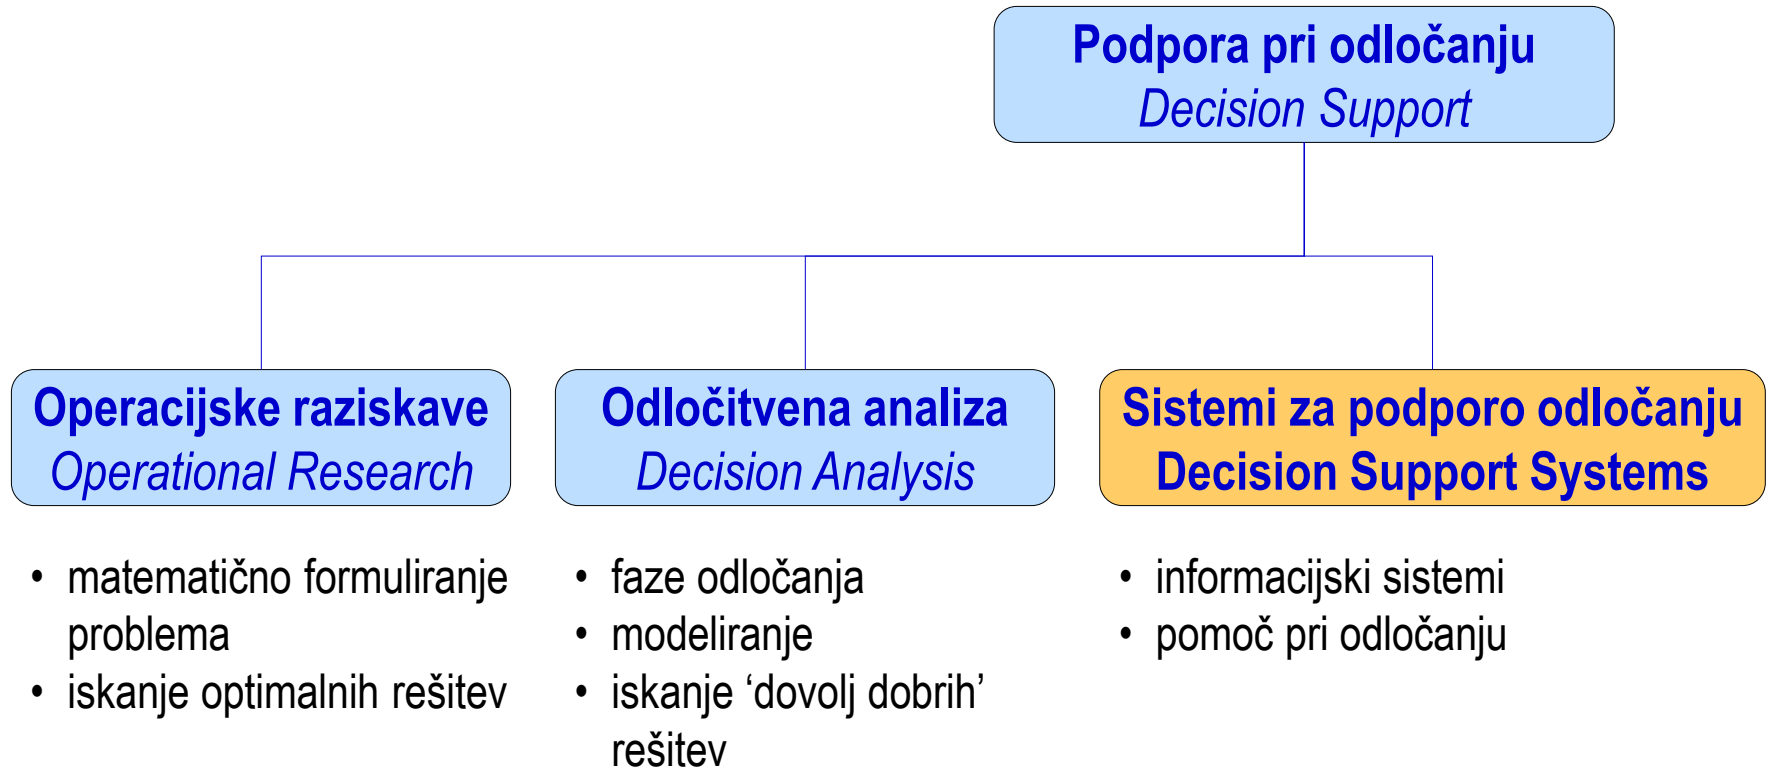 Podpora pri odločanju
Decision Support
Operacijske raziskave
Operational Research
• matematično formuliranje
problema
• iskanje optimalnih rešitev
Odločitvena analiza
Decision Analysis
• faze odločanja
• modeliranje
• iskanje ‘dovolj dobrih’
rešitev
Sistemi za podporo odločanju
Decision Support Systems
• informacijski sistemi
• pomoč pri odločanju